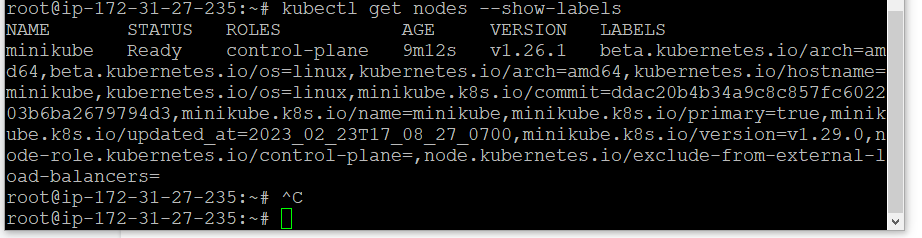 root@ip-172-31-27-235:~# kubectl get nodes --show-labels
NAME       STATUS   ROLES           AGE     VERSION   LABELS
minikube   Ready    control-plane   9m12s   v1.26.1   beta.kubernetes.io/arch=am
d64,beta.kubernetes.io/os=linux,kubernetes.io/arch=amd64,kubernetes.io/hostname=
minikube,kubernetes.io/os=linux,minikube.k8s.io/commit=ddac20b4b34a9c8c857fc6022
03b6ba2679794d3,minikube.k8s.io/name=minikube,minikube.k8s.io/primary=true,minik
ube.k8s.io/updated_at=2023_02_23T17_08_27_0700,minikube.k8s.io/version=v1.29.0,n
ode-role.kubernetes.io/control-plane=,node.kubernetes.io/exclude-from-external-l
oad-balancers=
root@ip-172-31-27-235:~# ^C
root@ip-172-31-27-235:~#